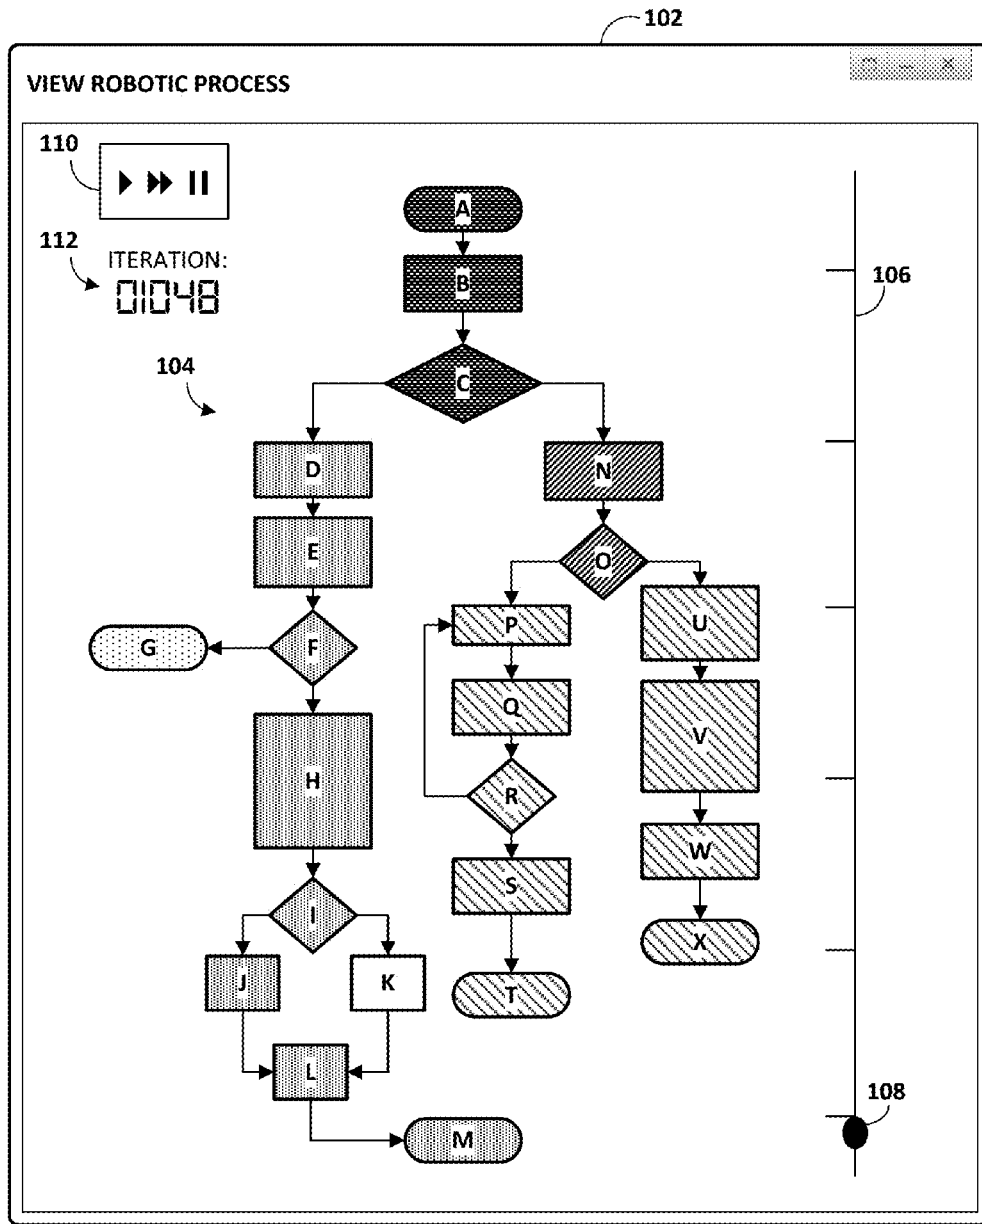 102
VIEW ROBOTIC PROCESS
110
112
ITERATION:
01048
104
106
A
B
C
D
N
E
O
P
U
G
F
Q
V
H
R
W
S
I
X
J
K
T
L
108
M